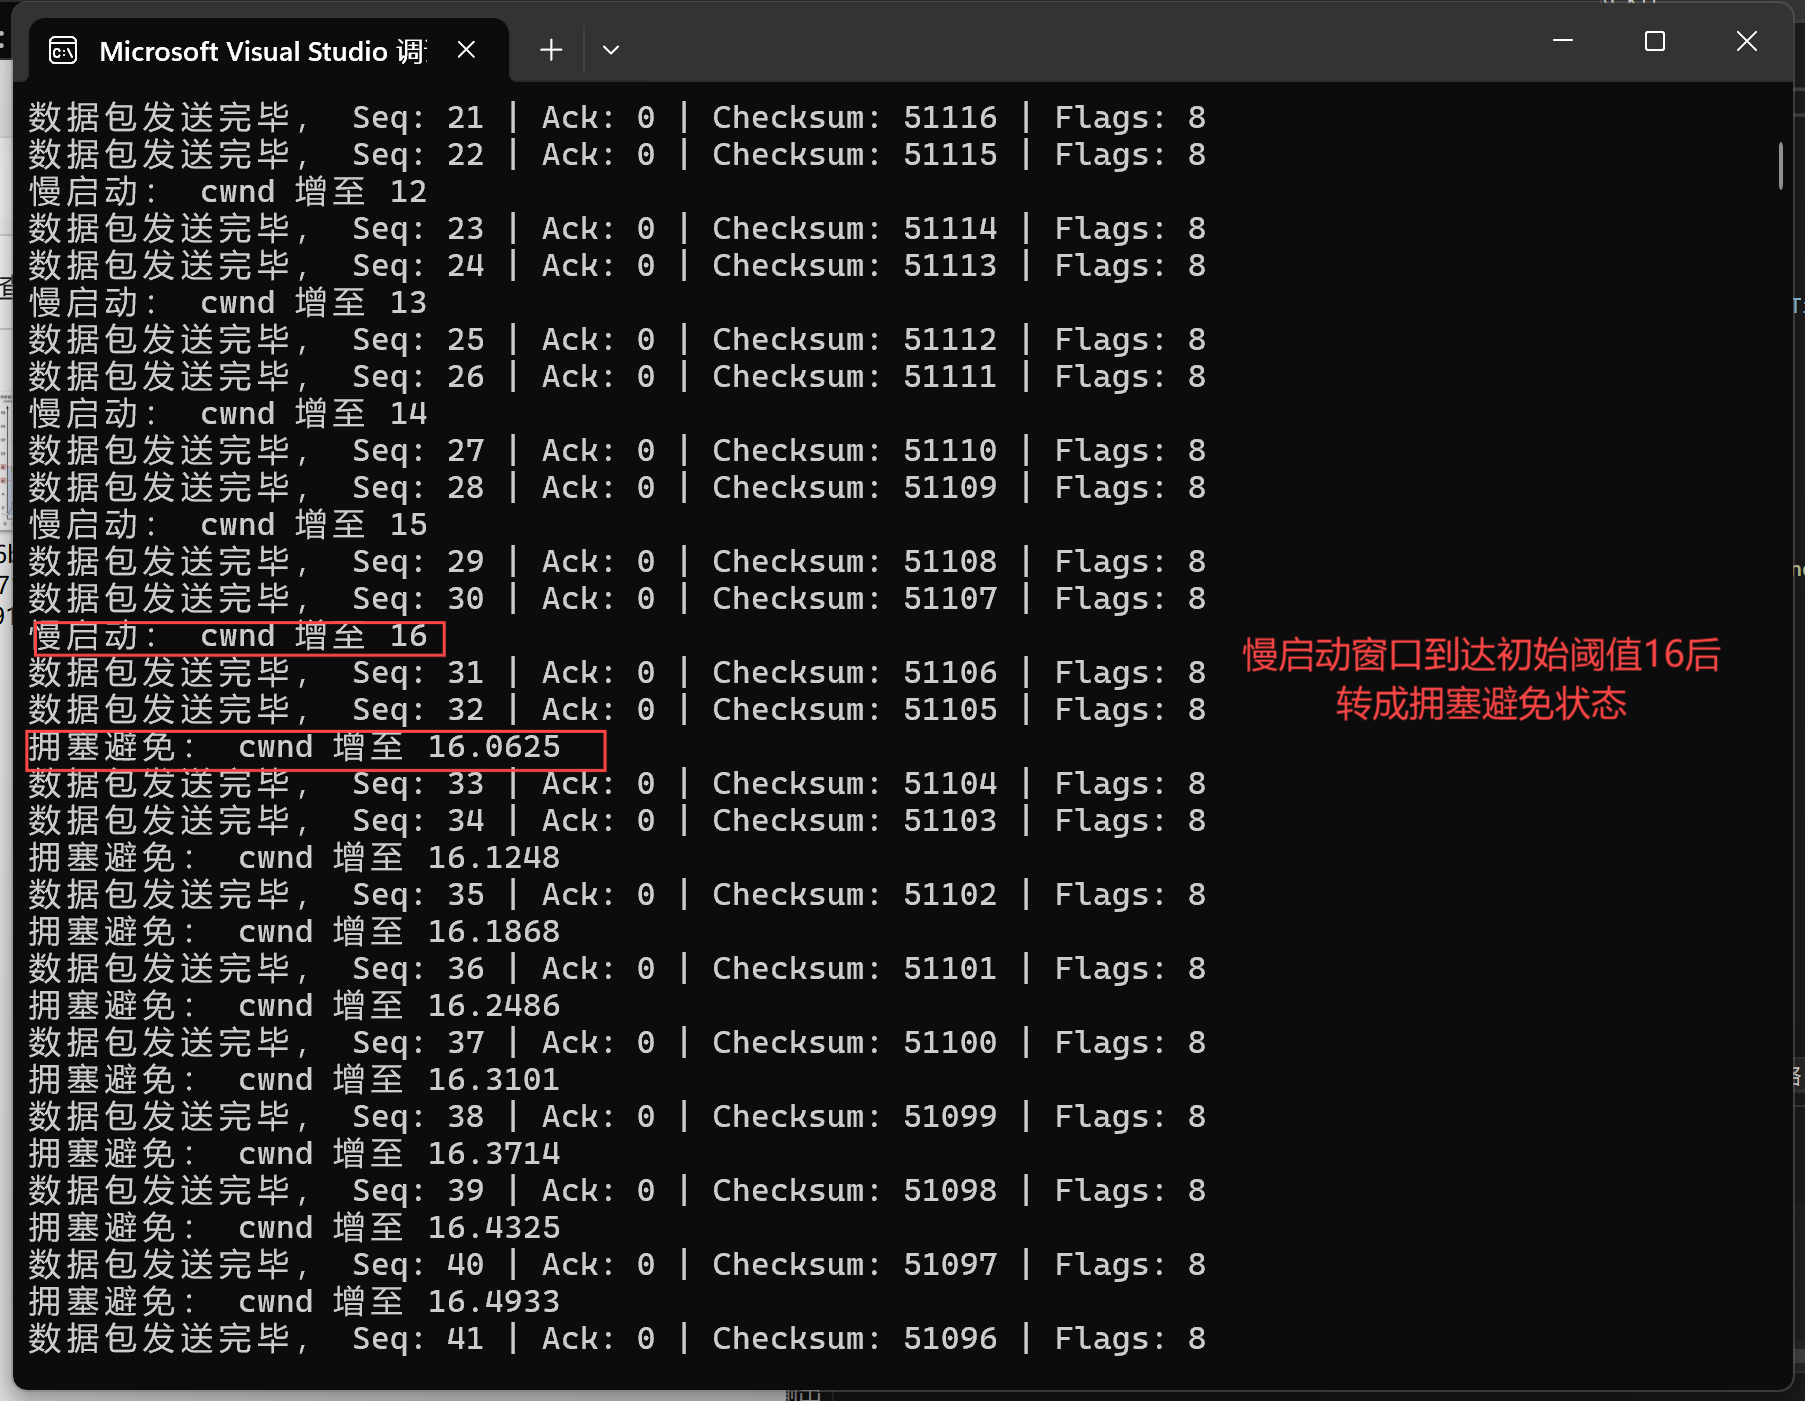 Microsoft Visual Studio 调
数据包发送完毕, Seq: 21 | Ack: 0 | Checksum: 51116 | Flags: 8
数据包发送完毕, Seq: 22 | Ack: 0 | Checksum: 51115 | Flags: 8
慢启动: cwnd 增至 12
数据包发送完毕, Seq: 23 | Ack: 0 | Checksum: 51114 | Flags: 8
数据包发送完毕, Seq: 24 | Ack: 0 | Checksum: 51113 | Flags: 8
慢启动: cwnd 增至 13
数据包发送完毕, Seq: 25 | Ack: 0 | Checksum: 51112 | Flags: 8
数据包发送完毕, Seq: 26 | Ack: 0 | Checksum: 51111 | Flags: 8
慢启动: cwnd 增至 14
数据包发送完毕, Seq: 27 | Ack: 0 | Checksum: 51110 | Flags: 8
数据包发送完毕, Seq: 28 | Ack: 0 | Checksum: 51109 | Flags: 8
慢启动: cwnd 增至 15
数据包发送完毕, Seq: 29 | Ack: 0 | Checksum: 51108 | Flags: 8
数据包发送完毕, Seq: 30 | Ack: 0 | Checksum: 51107 | Flags: 8
慢启动: cwnd 增至 16
数据包发送完毕, Seq: 31 | Ack: 0 | Checksum: 51106 | Flags: 8
数据包发送完毕, Seq: 32 | Ack: 0 | Checksum: 51105 | Flags: 8
慢启动窗口到达初始阈值16后
转成拥塞避免状态
拥塞避免: cwnd 增至 16.0625
数据包发送完毕, Seq: 33 | Ack: 0 | Checksum: 51104 | Flags: 8
数据包发送完毕, Seq: 34 | Ack: 0 | Checksum: 51103 | Flags: 8
拥塞避免: cwnd 增至 16.1248
数据包发送完毕, Seq: 35 | Ack: 0 | Checksum: 51102 | Flags: 8
拥塞避免: cwnd 增至 16.1868
数据包发送完毕, Seq: 36 | Ack: 0 | Checksum: 51101 | Flags: 8
拥塞避免: cwnd 增至 16.2486
数据包发送完毕, Seq: 37 | Ack: 0 | Checksum: 51100 | Flags: 8
拥塞避免: cwnd 增至 16.3101
数据包发送完毕, Seq: 38 | Ack: 0 | Checksum: 51099 | Flags: 8
拥塞避免: cwnd 增至 16.3714
数据包发送完毕, Seq: 39 | Ack: 0 | Checksum: 51098 | Flags: 8
拥塞避免: cwnd 增至 16.4325
数据包发送完毕, Seq: 40 | Ack: 0 | Checksum: 51097 | Flags: 8
拥塞避免: cwnd 增至 16.4933
数据包发送完毕, Seq: 41 | Ack: 0 | Checksum: 51096 | Flags: 8